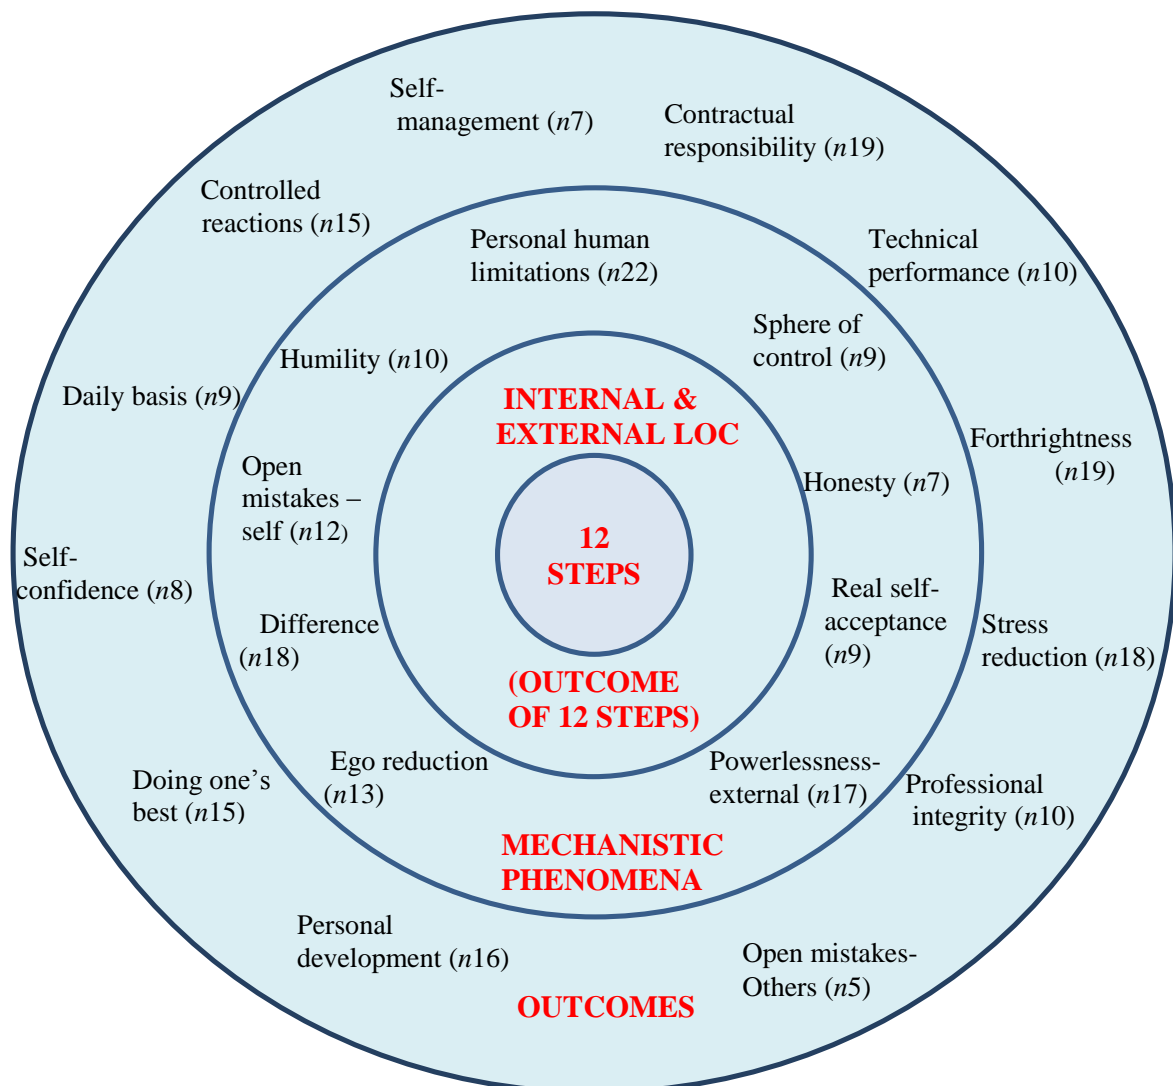 Self-
management (n7)
Contractual
responsibility (n19)
Controlled
reactions (n15)
Personal human
limitations (n22)
Technical
performance (n10)
Sphere of
control (n9)
Humility (n10)
Daily basis (n9)
INTERNAL &
EXTERNAL LOC
Forthrightness
(n19)
Open
mistakes –
self (n12)
Honesty (n7)
12
STEPS
Self-
confidence (n8)
Real self-
acceptance
(n9)
Difference
(n18)
Stress
reduction (n18)
(OUTCOME
OF 12 STEPS)
Ego reduction
(n13)
Powerlessness-
external (n17)
Doing one's
best (n15)
Professional
integrity (n10)
MECHANISTIC
PHENOMENA
Personal
development (n16)
Open mistakes-
Others (n5)
OUTCOMES